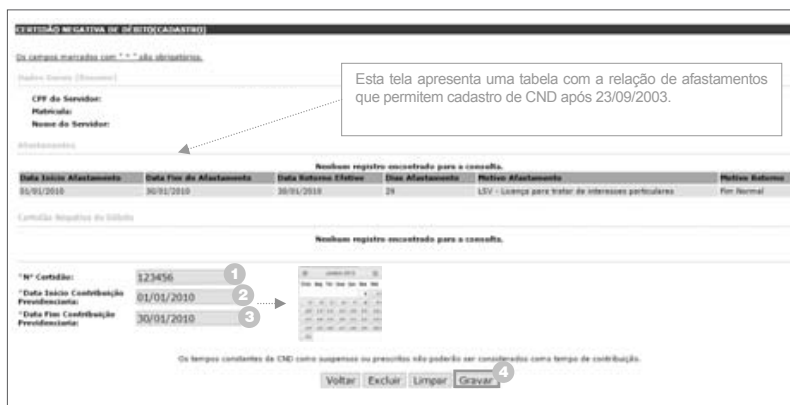 CERTIDÃO NEGATIVA DE DÉBITO(CADASTRO)
Os campos marcados com " * " são obrigatórios.
Dados Gerais (Resumo)
Esta tela apresenta uma tabela com a relação de afastamentos
que permitem cadastro de CND após 23/09/2003.
CPF do Servidor:
Matrícula:
Nome do Servidor:
Afastamentos
Nenhum registro encontrado para a consulta.
Data Início Afastamento Data Fim do Afastamento Data Retorno Efetivo Dias Afastamento Motivo Afastamento Motivo Retorno
01/01/2010 30/01/2010 30/01/2010 29 LSV - Licença para tratar de interesses particulares Fim Normal
Certidão Negativa de Débito
Nenhum registro encontrado para a consulta.
*Nº Certidão: 123456 1
*Data Início Contribuição Previdenciaria: 01/01/2010 2
*Data Fim Contribuição Previdenciaria: 30/01/2010 3
Os tempos constantes da CND como suspensos ou prescritos não poderão ser considerados como tempo de contribuição.
Voltar Excluir Limpar Gravar 4